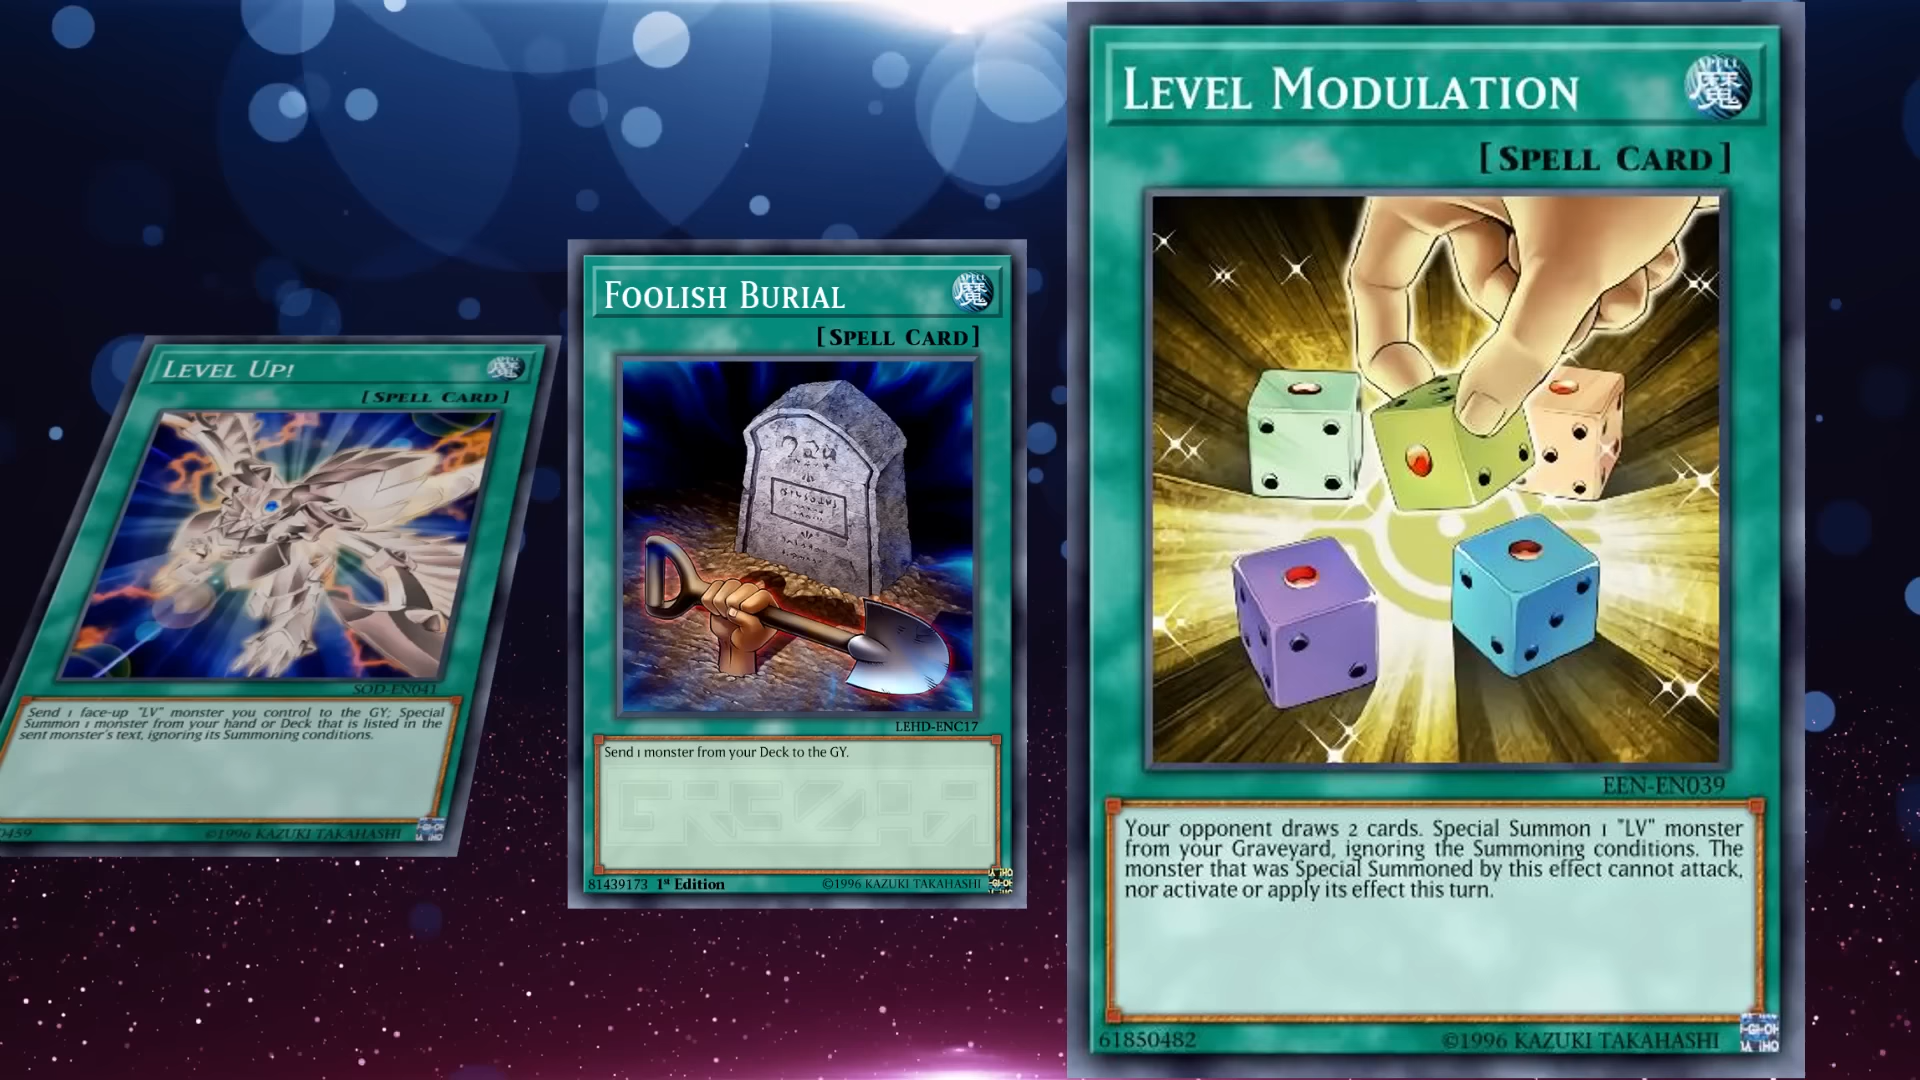 LEVEL UP!
[SPELL CARD]
SOD-EN041
Send 1 face-up "LV" monster you control to the GY; Special
Summon 1 monster from your hand or Deck that is listed in the
sent monster's text, ignoring its Summoning conditions.
0459
©1996 KAZUKI TAKAHASHI
FOOLISH BURIAL
SPELL
魔
[SPELL CARD]
LEHD-ENC17
Send 1 monster from your Deck to the GY.
81439173 1st Edition
©1996 KAZUKI TAKAHASHI
LEVEL MODULATION
SPELL
魔
[SPELL CARD]
EEN-EN039
Your opponent draws 2 cards. Special Summon 1 "LV" monster
from your Graveyard, ignoring the Summoning conditions. The
monster that was Special Summoned by this effect cannot attack,
nor activate or apply its effect this turn.
61850482
©1996 KAZUKI TAKAHASHI